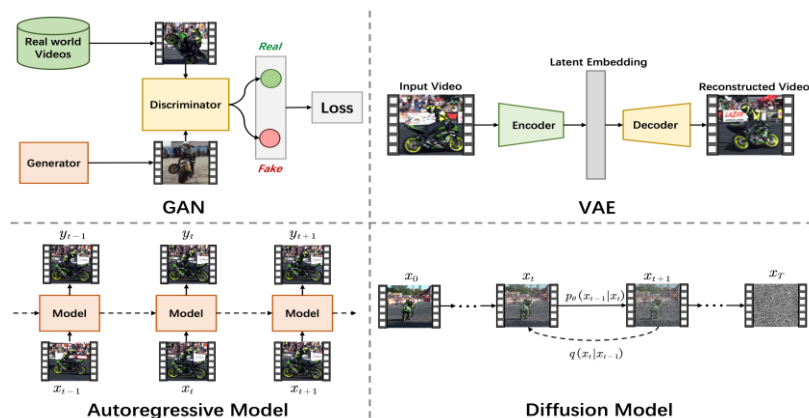 Real world
Videos
Real
Discriminator
Loss
Generator
Fake
GAN
Latent Embedding
Input Video
Reconstructed Video
Encoder
Decoder
VAE
y_{t-1}
y_t
y_{t+1}
Model
Model
Model
x_{t-1}
x_t
x_{t+1}
Autoregressive Model
x_0
x_t
x_{t+1}
x_T
p_θ(x_{t-1}|x_t)
q(x_t|x_{t-1})
Diffusion Model